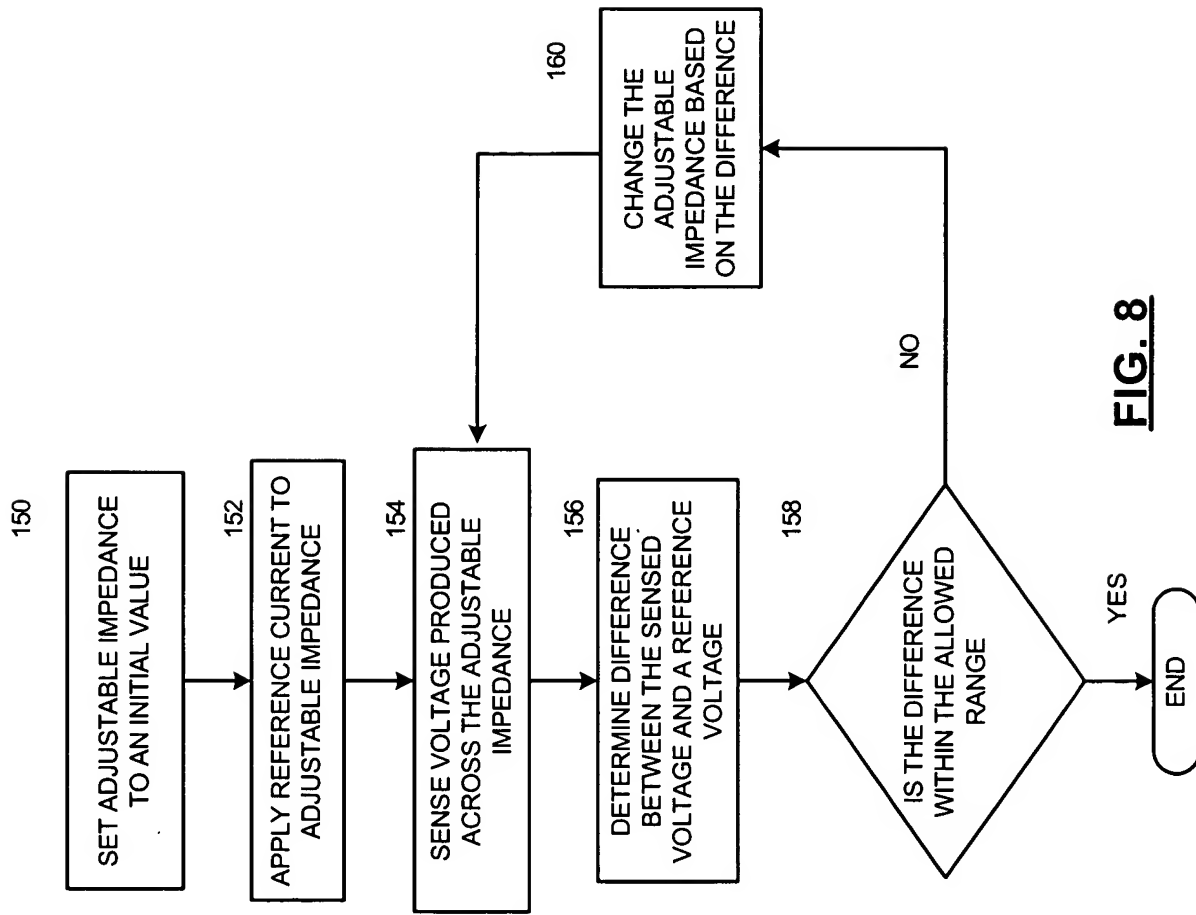 150
SET ADJUSTABLE IMPEDANCE
TO AN INITIAL VALUE
152
APPLY REFERENCE CURRENT TO
ADJUSTABLE IMPEDANCE
154
SENSE VOLTAGE PRODUCED
ACROSS THE ADJUSTABLE
IMPEDANCE
156
DETERMINE DIFFERENCE
BETWEEN THE SENSED
VOLTAGE AND A REFERENCE
VOLTAGE
158
IS THE DIFFERENCE
WITHIN THE ALLOWED
RANGE
NO
160
CHANGE THE
ADJUSTABLE
IMPEDANCE BASED
ON THE DIFFERENCE
YES
END
FIG. 8